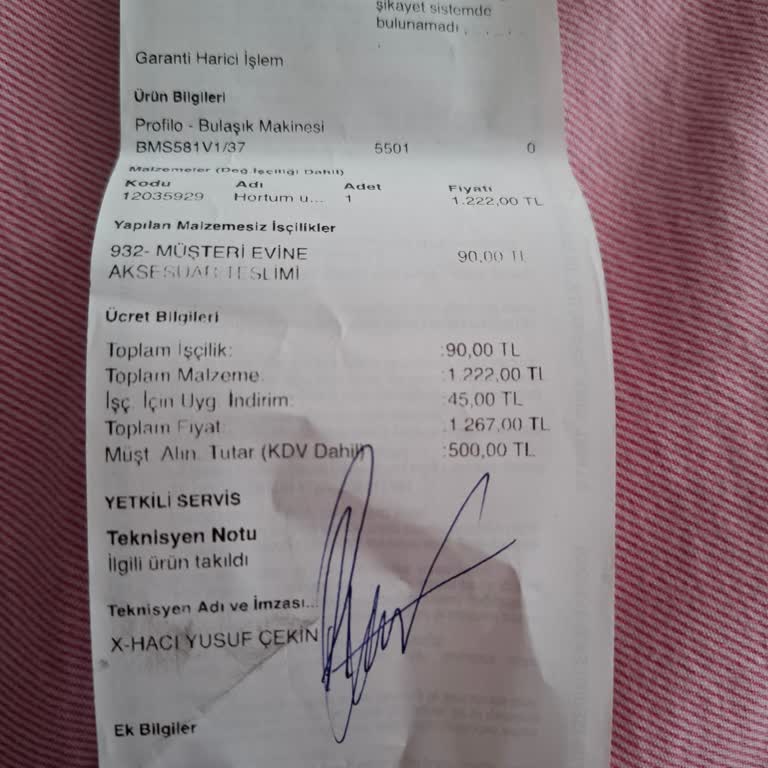 şikayet sistemde
bulunamadı
Garanti Harici İşlem
Ürün Bilgileri
Profilo - Bulaşık Makinesi
BMS581V1/37 5501 0
Malzemeler (Değ.İşçiliği Dahil)
Kodu Adı Adet Fiyatı
12035929 Hortum u... 1 1.222,00 TL
Yapılan Malzemesiz İşçilikler
932- MÜŞTERİ EVİNE 90,00 TL
AKSESUAR TESLİMİ
Ücret Bilgileri
Toplam İşçilik: :90,00 TL
Toplam Malzeme: :1.222,00 TL
İşç. İçin Uyg. İndirim: :45,00 TL
Toplam Fiyat: :1.267,00 TL
Müşt. Alın. Tutar (KDV Dahil) :500,00 TL
YETKİLİ SERVİS
Teknisyen Notu
İlgili ürün takıldı
Teknisyen Adı ve İmzası...
X-HACI YUSUF ÇEKİN
Ek Bilgiler